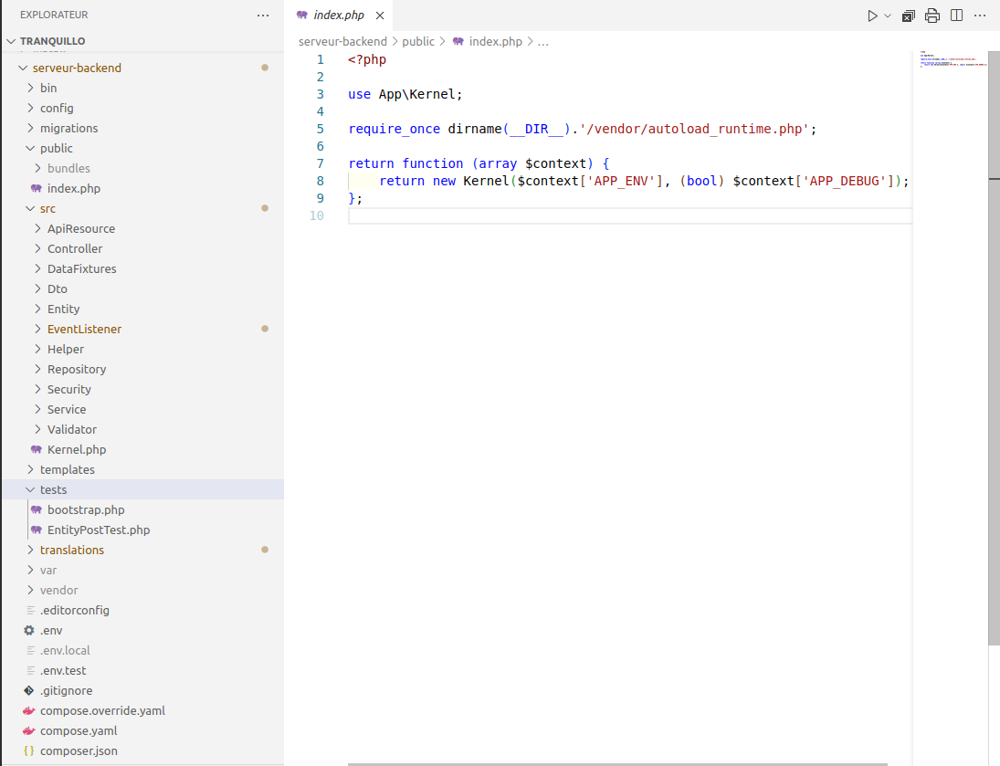 EXPLORATEUR
TRANQUILLO
serveur-backend
bin
config
migrations
public
bundles
index.php
src
ApiResource
Controller
DataFixtures
Dto
Entity
EventListener
Helper
Repository
Security
Service
Validator
Kernel.php
templates
tests
bootstrap.php
EntityPostTest.php
translations
var
vendor
.editorconfig
.env
.env.local
.env.test
.gitignore
compose.override.yaml
compose.yaml
{} composer.json
index.php
serveur-backend > public > index.php > ...
1 <?php
2
3 use App\Kernel;
4
5 require_once dirname(__DIR__).'/vendor/autoload_runtime.php';
6
7 return function (array $context) {
8     return new Kernel($context['APP_ENV'], (bool) $context['APP_DEBUG']);
9 };
10